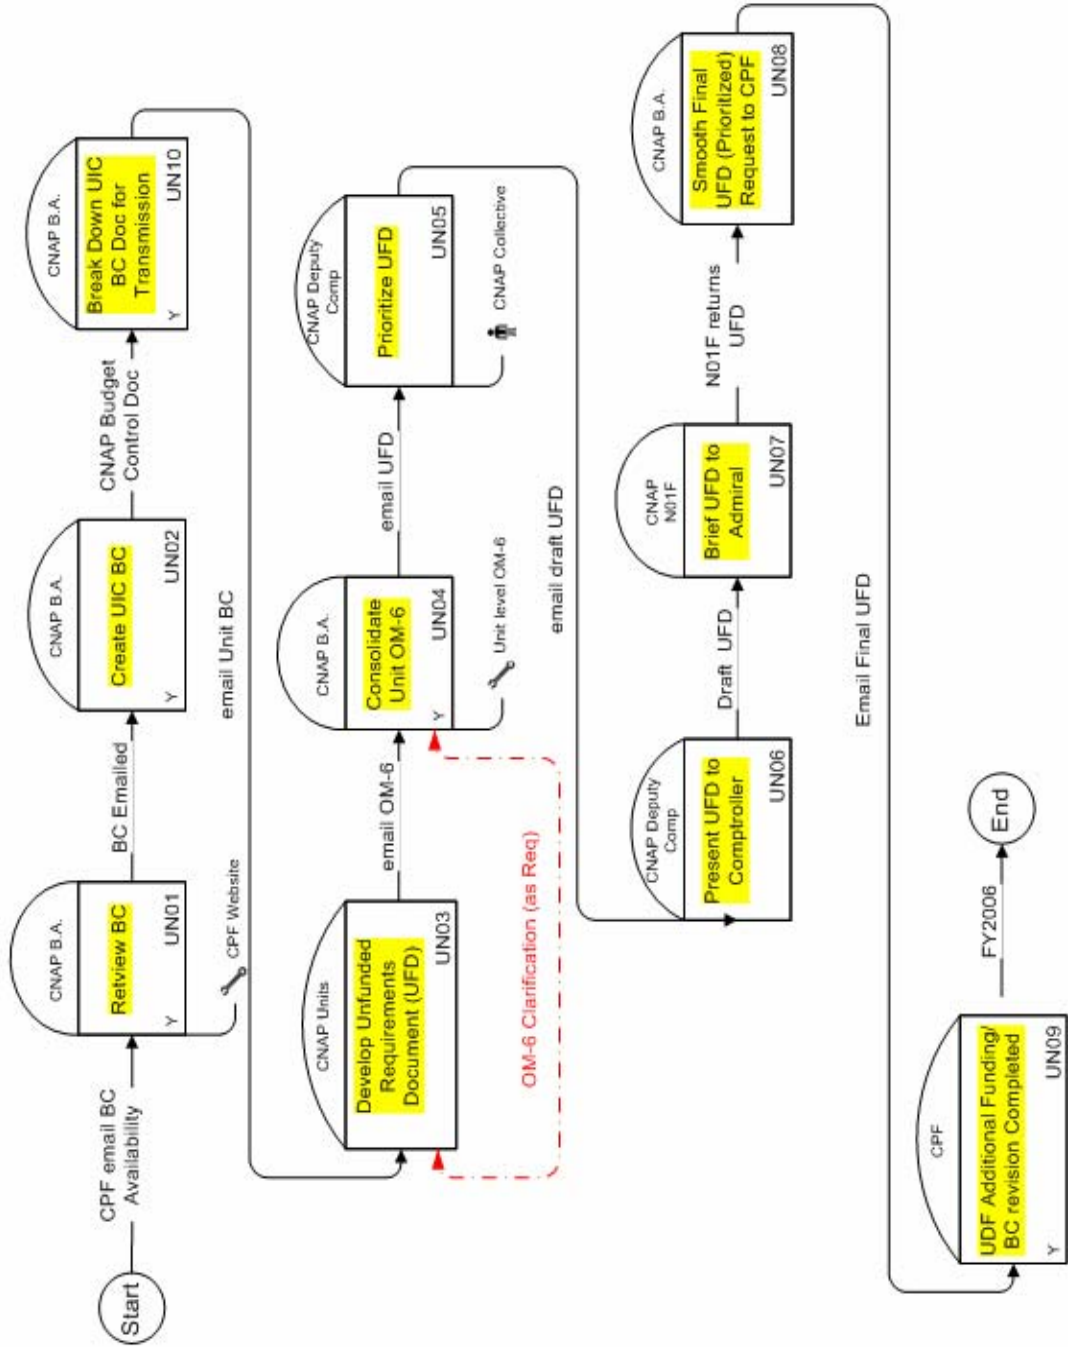 Start
CPF email BC
Availability
CNAP B.A.
Retview BC
Y
UN01
CPF Website
BC Emailed
CNAP B.A.
Create UIC BC
Y
UN02
CNAP Budget
Control Doc
CNAP B.A.
Break Down UIC
BC Doc for
Transmission
Y
UN10
email Unit BC
CNAP Units
Develop Unfunded
Requirements
Document (UFD)
UN03
email OM-6
CNAP B.A.
Consolidate
Unit OM-6
Y
UN04
Unit level OM-6
OM-6 Clarification (as Req)
email UFD
CNAP Deputy
Comp
Prioritize UFD
UN05
CNAP Collective
email draft UFD
CNAP Deputy
Comp
Present UFD to
Comptroller
UN06
Draft UFD
CNAP
N01F
Brief UFD to
Admiral
UN07
N01F returns
UFD
CNAP B.A.
Smooth Final
UFD (Prioritized)
Request to CPF
UN08
Email Final UFD
CPF
UDF Additional Funding/
BC revision Completed
Y
UN09
FY2006
End